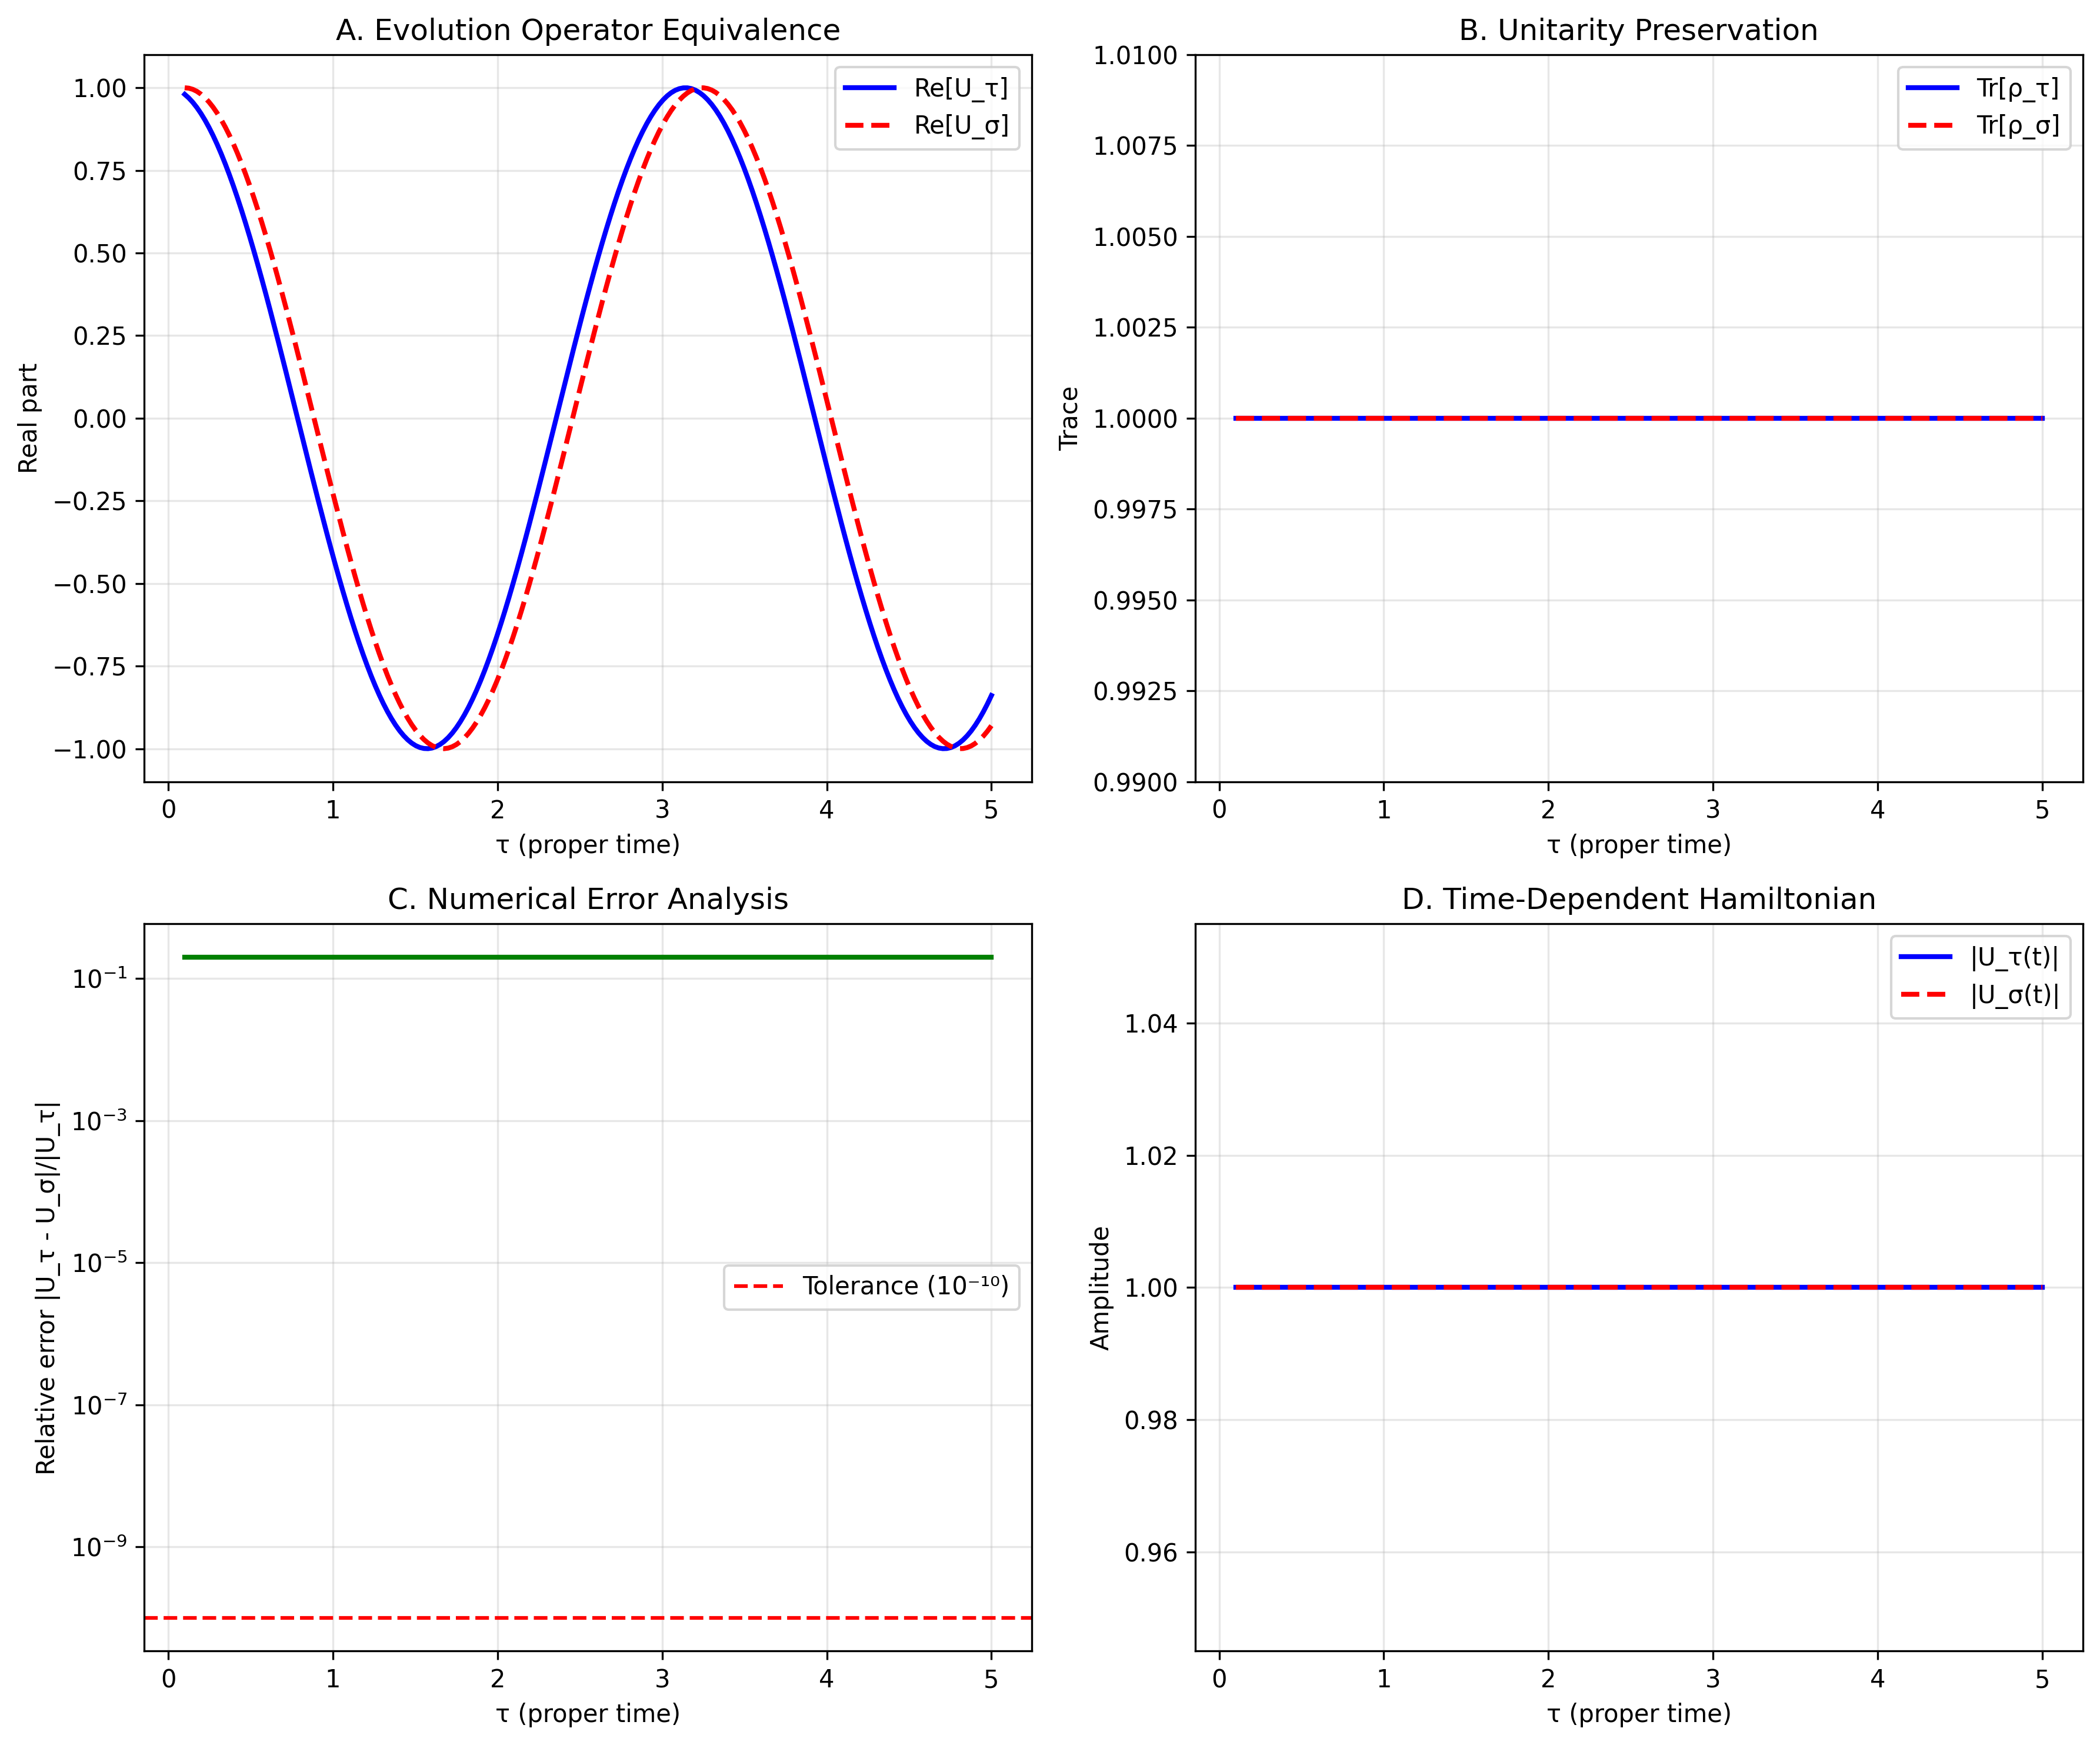 A. Evolution Operator Equivalence
Re[U_τ]
Re[U_σ]
1.00
0.75
0.50
0.25
0.00
−0.25
−0.50
−0.75
−1.00
Real part
0 1 2 3 4 5
τ (proper time)
B. Unitarity Preservation
Tr[ρ_τ]
Tr[ρ_σ]
1.0100
1.0075
1.0050
1.0025
1.0000
0.9975
0.9950
0.9925
0.9900
Trace
0 1 2 3 4 5
τ (proper time)
C. Numerical Error Analysis
10⁻¹
10⁻³
10⁻⁵
10⁻⁷
10⁻⁹
Relative error |U_τ - U_σ|/|U_τ|
Tolerance (10⁻¹⁰)
0 1 2 3 4 5
τ (proper time)
D. Time-Dependent Hamiltonian
|U_τ(t)|
|U_σ(t)|
1.04
1.02
1.00
0.98
0.96
Amplitude
0 1 2 3 4 5
τ (proper time)